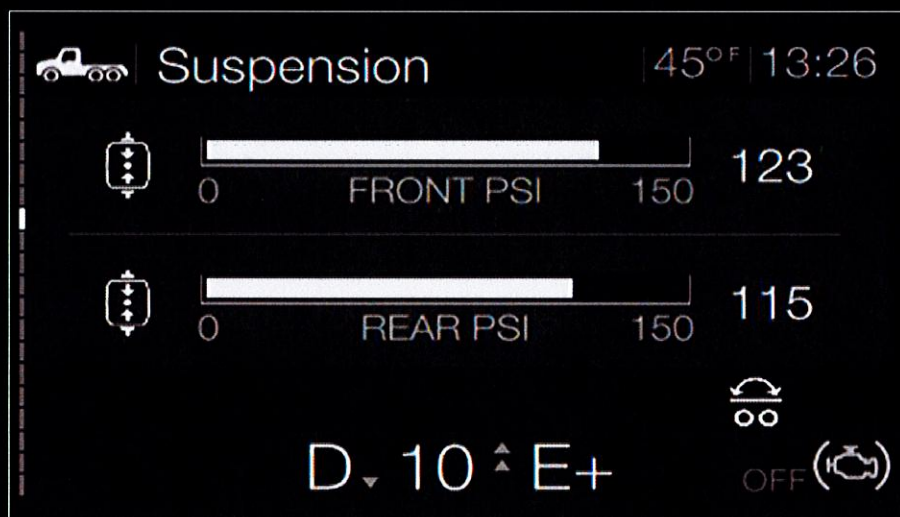 Suspension 45°F 13:26
0 FRONT PSI 150 123
0 REAR PSI 150 115
D 10 E+
OFF